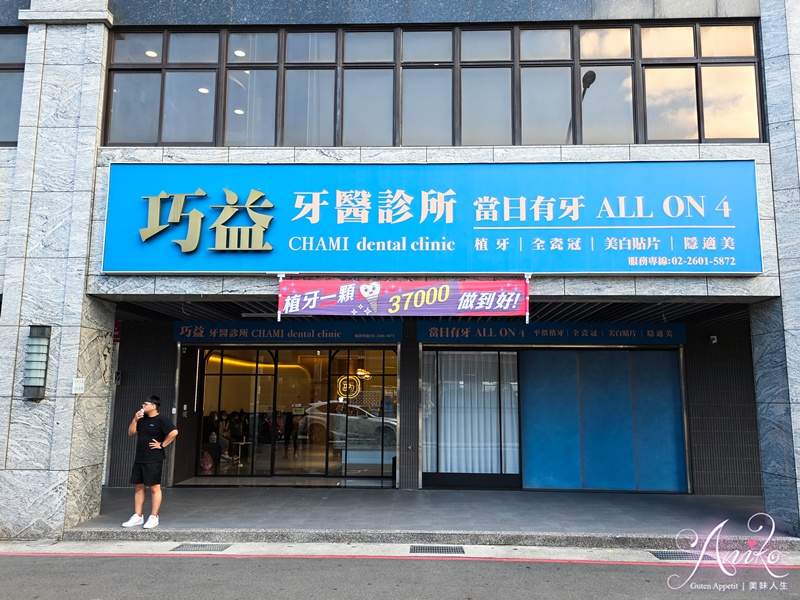 巧益 牙醫診所 當日有牙 ALL ON 4
CHAMI dental clinic 植牙 | 全瓷冠 | 美白貼片 | 隱適美
服務專線:02-2601-5872
植牙一顆 37000 做到好!
巧益 牙醫診所 CHAMI dental clinic
當日有牙 ALL ON 4 平價植牙 | 全瓷冠 | 美白貼片 | 隱適美
Aniko
Guten Appetit | 美味人生